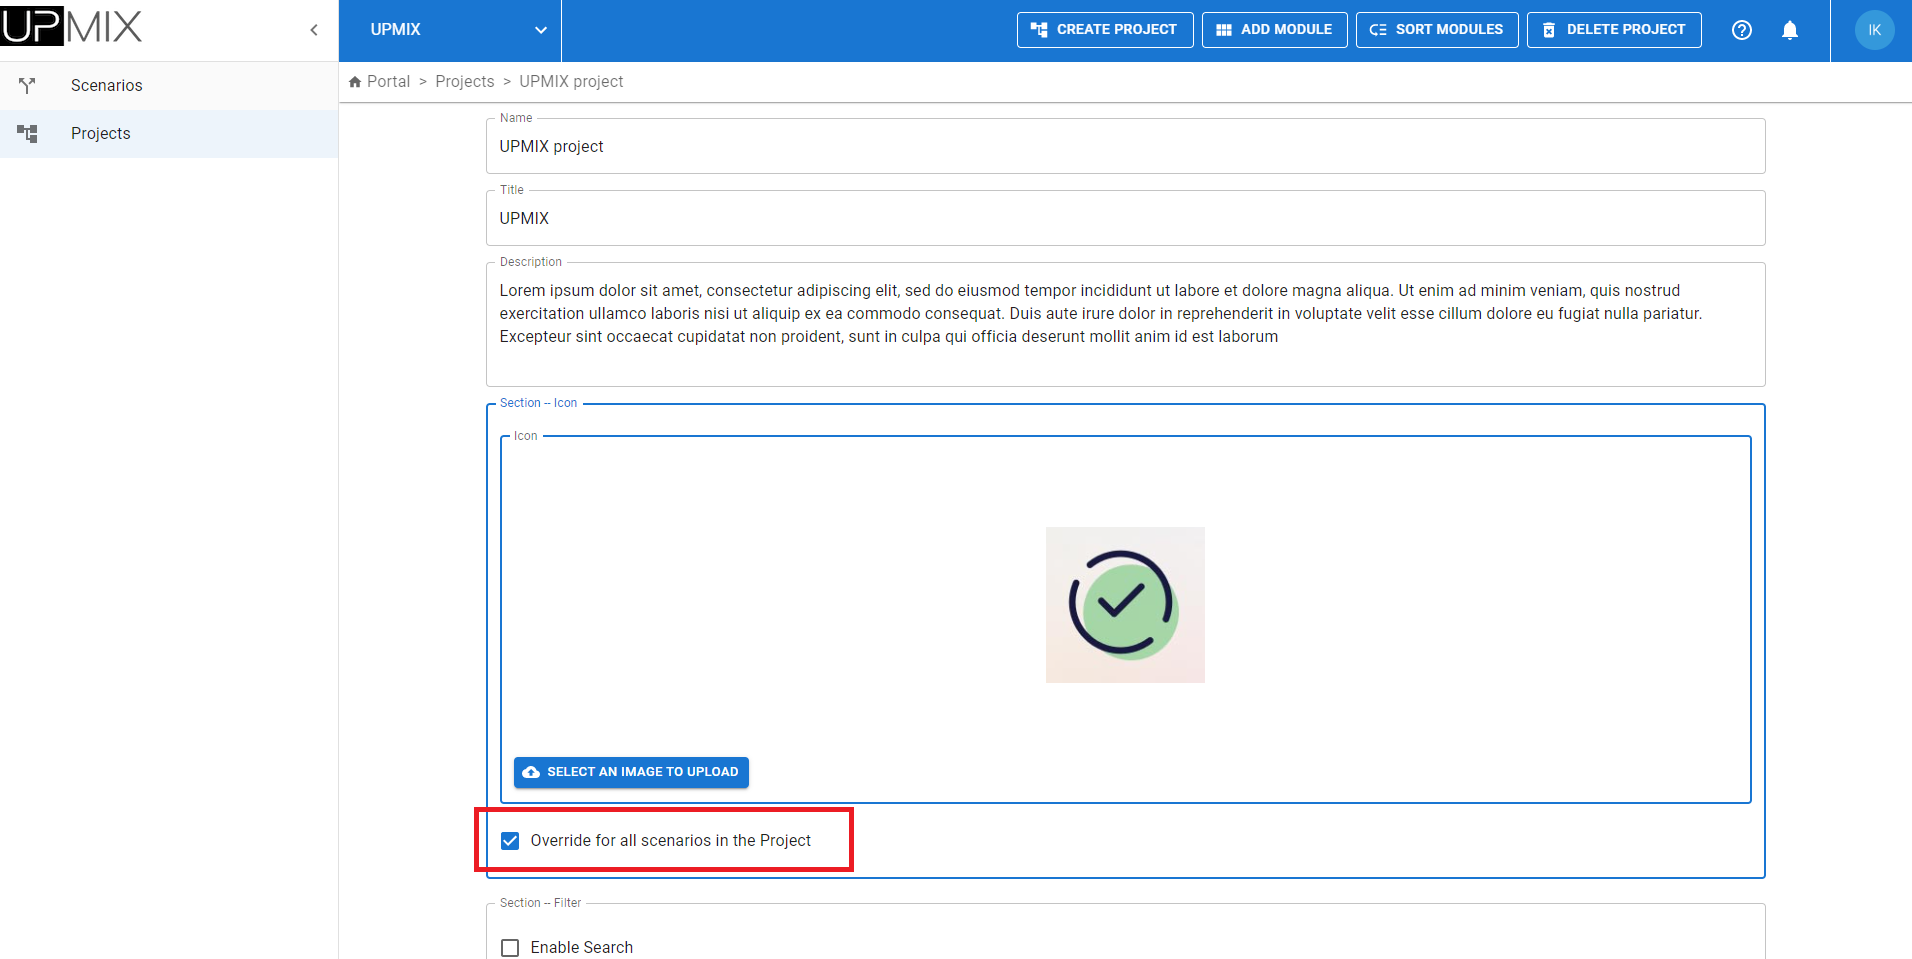 UPMIX
UPMIX
CREATE PROJECT
ADD MODULE
SORT MODULES
DELETE PROJECT
IK
Scenarios
Projects
Portal > Projects > UPMIX project
Name
UPMIX project
Title
UPMIX
Description
Lorem ipsum dolor sit amet, consectetur adipiscing elit, sed do eiusmod tempor incididunt ut labore et dolore magna aliqua. Ut enim ad minim veniam, quis nostrud
exercitation ullamco laboris nisi ut aliquip ex ea commodo consequat. Duis aute irure dolor in reprehenderit in voluptate velit esse cillum dolore eu fugiat nulla pariatur.
Excepteur sint occaecat cupidatat non proident, sunt in culpa qui officia deserunt mollit anim id est laborum
Section -- Icon
Icon
SELECT AN IMAGE TO UPLOAD
Override for all scenarios in the Project
Section -- Filter
Enable Search